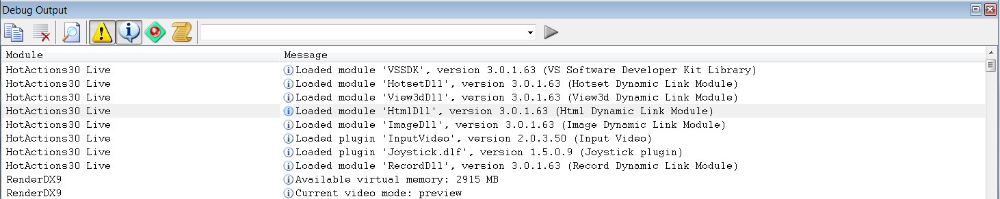 Debug Output
Module Message
HotActions30 Live Loaded module 'VSSDK', version 3.0.1.63 (VS Software Developer Kit Library)
HotActions30 Live Loaded module 'HotsetDll', version 3.0.1.63 (Hotset Dynamic Link Module)
HotActions30 Live Loaded module 'View3dDll', version 3.0.1.63 (View3d Dynamic Link Module)
HotActions30 Live Loaded module 'HtmlDll', version 3.0.1.63 (Html Dynamic Link Module)
HotActions30 Live Loaded module 'ImageDll', version 3.0.1.63 (Image Dynamic Link Module)
HotActions30 Live Loaded plugin 'InputVideo', version 2.0.3.50 (Input Video)
HotActions30 Live Loaded plugin 'Joystick.dlf', version 1.5.0.9 (Joystick plugin)
HotActions30 Live Loaded module 'RecordDll', version 3.0.1.63 (Record Dynamic Link Module)
RenderDX9 Available virtual memory: 2915 MB
RenderDX9 Current video mode: preview